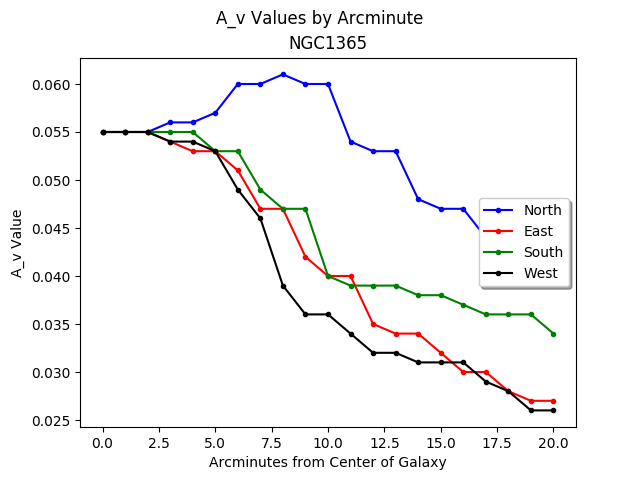 A_v Values by Arcminute
NGC1365
0.060
0.055
0.050
0.045
0.040
0.035
0.030
0.025
A_v Value
North
East
South
West
0.0 2.5 5.0 7.5 10.0 12.5 15.0 17.5 20.0
Arcminutes from Center of Galaxy